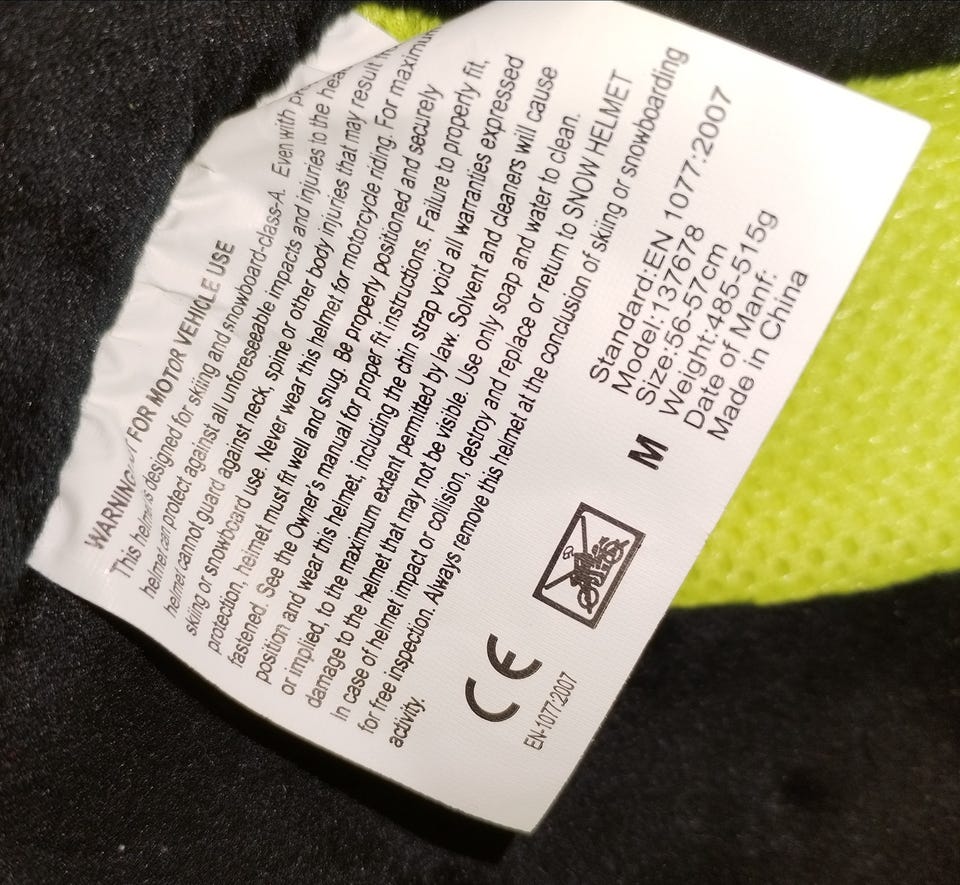 WARNING: FOR MOTOR VEHICLE USE
This helmet is designed for skiing and snowboard-class-A. Even with
helmet can protect against all unforeseeable impacts and injuries to the
helmet cannot guard against neck, spine or other body injuries that may result
skiing or snowboard use. Never wear this helmet for motorcycle riding. For maximum
protection, helmet must fit well and snug. Be properly positioned and securely
fastened. See the Owner's manual for proper fit instructions. Failure to properly fit,
position and wear this helmet, including the chin strap void all warranties expressed
or implied, to the maximum extent permitted by law. Solvent and cleaners will cause
damage to the helmet that may not be visible. Use only soap and water to clean.
In case of helmet impact or collision, destroy and replace or return to SNOW HELMET
for free inspection. Always remove this helmet at the conclusion of skiing or snowboarding
activity.
CE
EN-1077:2007
M
Standard:EN 1077:2007
Model:137678
Size:56-57cm
Weight:485-515g
Date of Manf:
Made in China